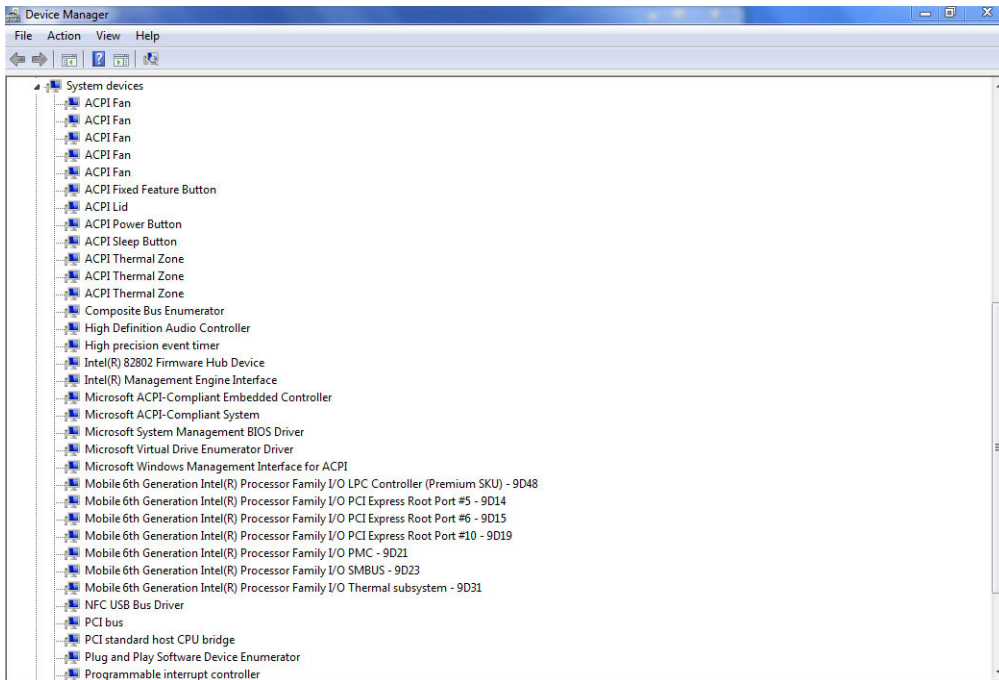 Device Manager
File Action View Help
System devices
ACPI Fan
ACPI Fan
ACPI Fan
ACPI Fan
ACPI Fan
ACPI Fixed Feature Button
ACPI Lid
ACPI Power Button
ACPI Sleep Button
ACPI Thermal Zone
ACPI Thermal Zone
ACPI Thermal Zone
Composite Bus Enumerator
High Definition Audio Controller
High precision event timer
Intel(R) 82802 Firmware Hub Device
Intel(R) Management Engine Interface
Microsoft ACPI-Compliant Embedded Controller
Microsoft ACPI-Compliant System
Microsoft System Management BIOS Driver
Microsoft Virtual Drive Enumerator Driver
Microsoft Windows Management Interface for ACPI
Mobile 6th Generation Intel(R) Processor Family I/O LPC Controller (Premium SKU) - 9D48
Mobile 6th Generation Intel(R) Processor Family I/O PCI Express Root Port #5 - 9D14
Mobile 6th Generation Intel(R) Processor Family I/O PCI Express Root Port #6 - 9D15
Mobile 6th Generation Intel(R) Processor Family I/O PCI Express Root Port #10 - 9D19
Mobile 6th Generation Intel(R) Processor Family I/O PMC - 9D21
Mobile 6th Generation Intel(R) Processor Family I/O SMBUS - 9D23
Mobile 6th Generation Intel(R) Processor Family I/O Thermal subsystem - 9D31
NFC USB Bus Driver
PCI bus
PCI standard host CPU bridge
Plug and Play Software Device Enumerator
Programmable interrupt controller